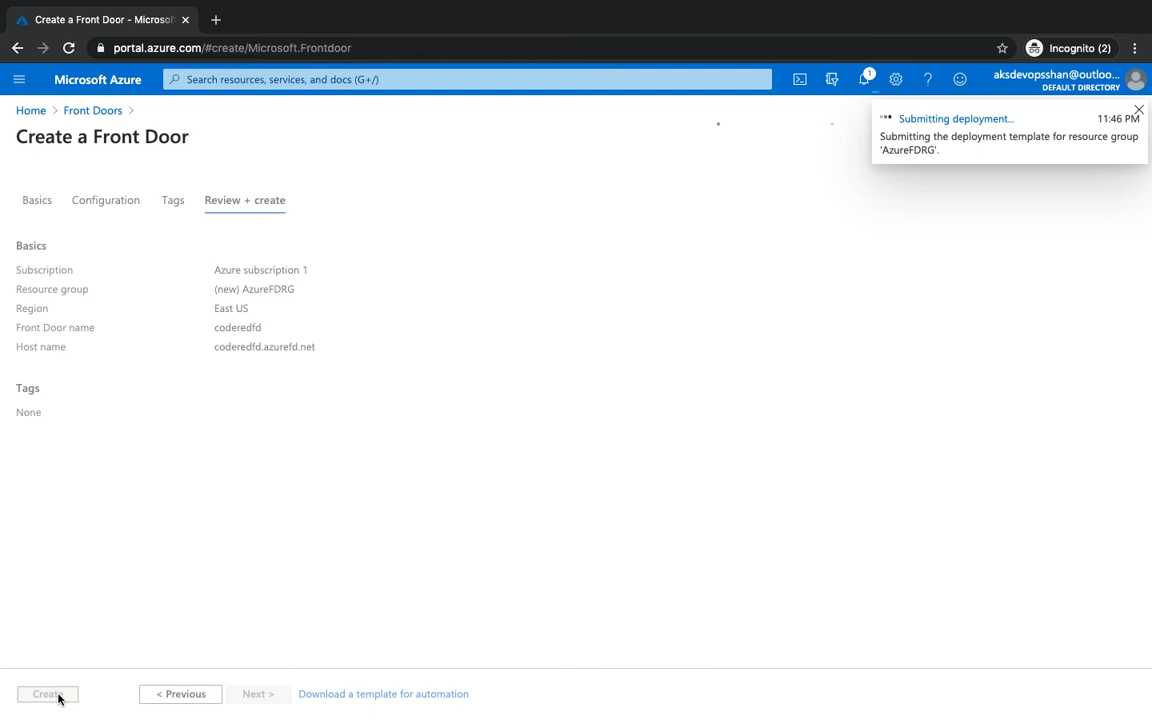 Create a Front Door - Microsof
portal.azure.com/#create/Microsoft.Frontdoor
Incognito (2)
Microsoft Azure
Search resources, services, and docs (G+/)
1
aksdevopsshan@outloo...
DEFAULT DIRECTORY
Home > Front Doors >
Create a Front Door
Submitting deployment...
11:46 PM
Submitting the deployment template for resource group
'AzureFDRG'.
Basics
Configuration
Tags
Review + create
Basics
Subscription
Azure subscription 1
Resource group
(new) AzureFDRG
Region
East US
Front Door name
coderedfd
Host name
coderedfd.azurefd.net
Tags
None
Create
< Previous
Next >
Download a template for automation